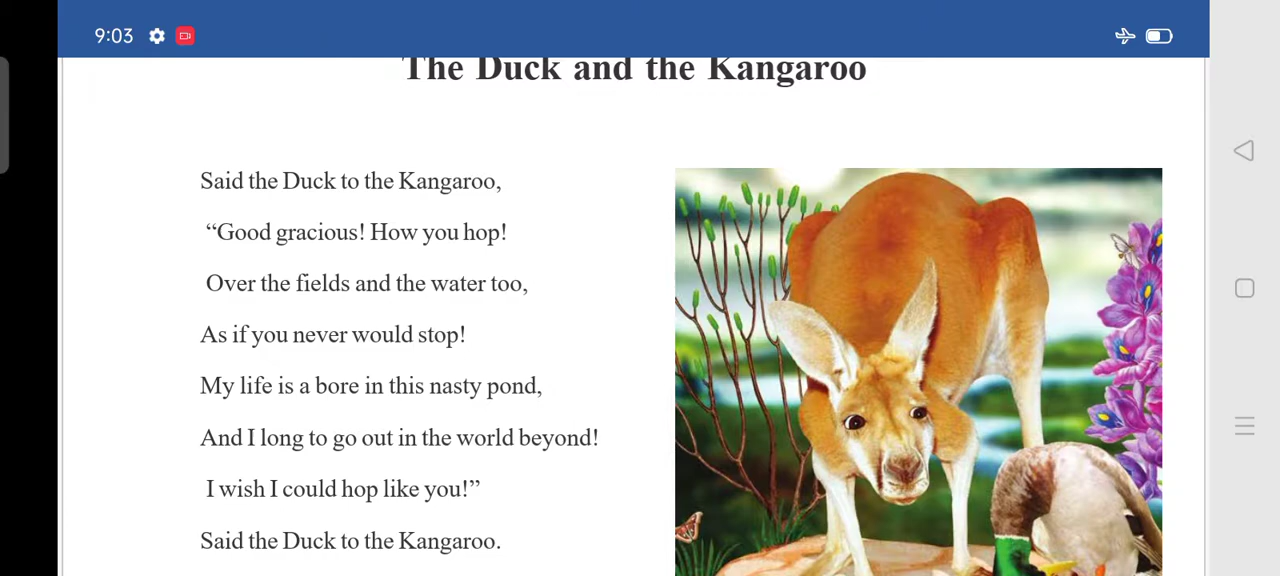 9:03
The Duck and the Kangaroo
Said the Duck to the Kangaroo,
“Good gracious! How you hop!
Over the fields and the water too,
As if you never would stop!
My life is a bore in this nasty pond,
And I long to go out in the world beyond!
I wish I could hop like you!”
Said the Duck to the Kangaroo.